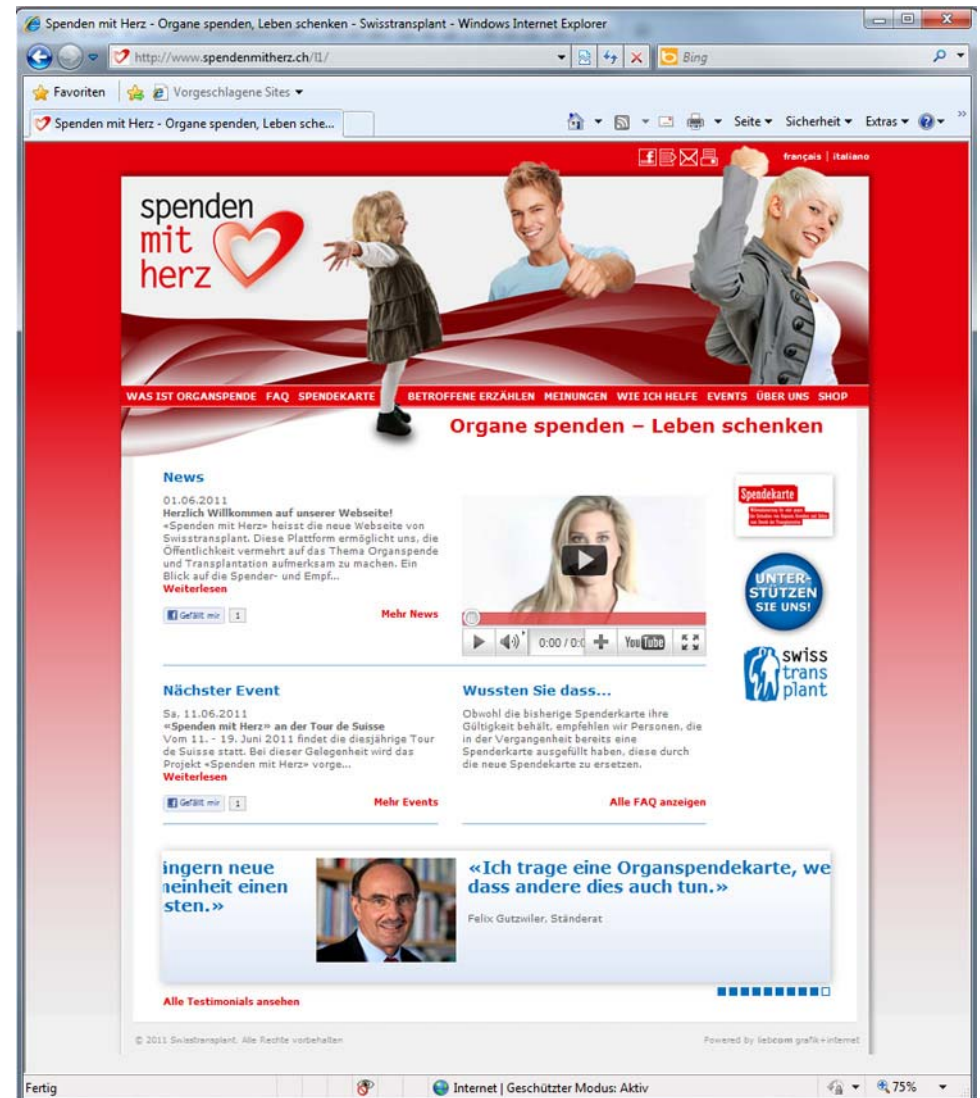 Spenden mit Herz - Organe spenden, Leben schenken - Swisstransplant - Windows Internet Explorer
http://www.spendenmitherz.ch/l1/
Bing
Favoriten
Vorgeschlagene Sites
Spenden mit Herz - Organe spenden, Leben sche...
Seite Sicherheit Extras
français | italiano
spenden
mit
herz
WAS IST ORGANSPENDE FAQ SPENDEKARTE BETROFFENE ERZÄHLEN MEINUNGEN WIE ICH HELFE EVENTS ÜBER UNS SHOP
Organe spenden – Leben schenken
News
01.06.2011
Herzlich Willkommen auf unserer Webseite!
«Spenden mit Herz» heisst die neue Webseite von
Swisstransplant. Diese Plattform ermöglicht uns, die
Öffentlichkeit vermehrt auf das Thema Organspende
und Transplantation aufmerksam zu machen. Ein
Blick auf die Spender- und Empf...
Weiterlesen
Gefällt mir 1
Mehr News
0:00 / 0:0
YouTube
Spendekarte
UNTER-
STÜTZEN
SIE UNS!
swiss
trans
plant
Nächster Event
Sa, 11.06.2011
«Spenden mit Herz» an der Tour de Suisse
Vom 11. - 19. Juni 2011 findet die diesjährige Tour
de Suisse statt. Bei dieser Gelegenheit wird das
Projekt «Spenden mit Herz» vorge...
Weiterlesen
Gefällt mir 1
Mehr Events
Wussten Sie dass...
Obwohl die bisherige Spenderkarte ihre
Gültigkeit behält, empfehlen wir Personen, die
in der Vergangenheit bereits eine
Spenderkarte ausgefüllt haben, diese durch
die neue Spendekarte zu ersetzen.
Alle FAQ anzeigen
ängern neue
neinheit einen
sten.»
«Ich trage eine Organspendekarte, we
dass andere dies auch tun.»
Felix Gutzwiler, Ständerat
Alle Testimonials ansehen
© 2011 Swisstransplant. Alle Rechte vorbehalten
Powered by liebcom grafik+internet
Fertig
Internet | Geschützter Modus: Aktiv
75%